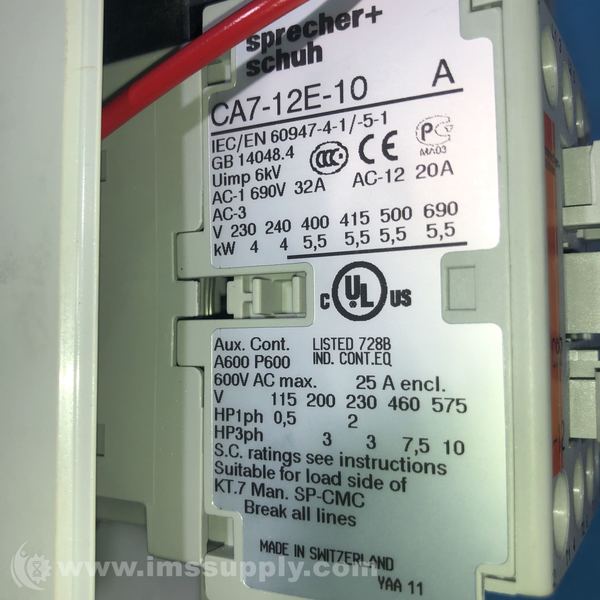 sprecher+
schuh
CA7-12E-10 A
IEC/EN 60947-4-1/-5-1
GB 14048.4
Uimp 6kV
CCC CE PG
MA03
AC-1 690V 32A AC-12 20A
AC-3
V 230 240 400 415 500 690
kW 4 4 5,5 5,5 5,5 5,5
C UL US
Aux. Cont. LISTED 728B
A600 P600 IND. CONT.EQ
600V AC max. 25 A encl.
V 115 200 230 460 575
HP1ph 0,5 2
HP3ph 3 3 7,5 10
S.C. ratings see instructions
Suitable for load side of
KT.7 Man. SP-CMC
Break all lines
MADE IN SWITZERLAND
YAA 11
© www.imssupply.com/